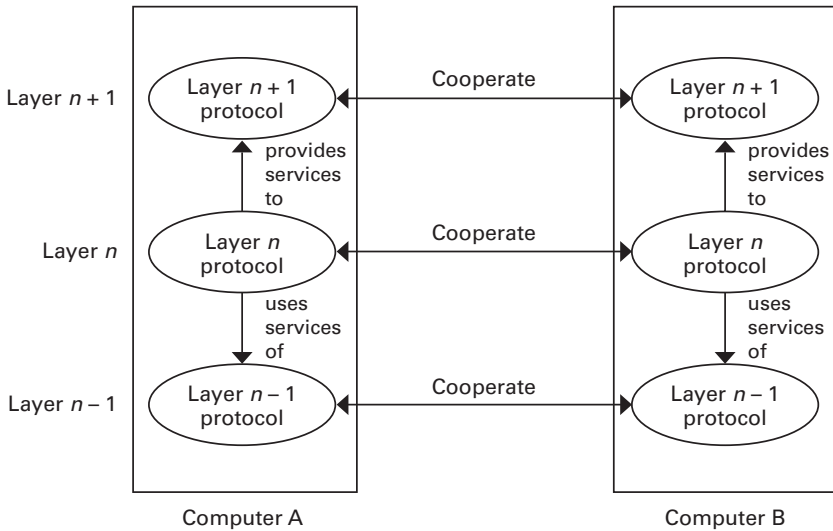 Layer n + 1
Layer n + 1
protocol
Cooperate
Layer n + 1
protocol
provides
services
to
provides
services
to
Layer n
Layer n
protocol
Cooperate
Layer n
protocol
uses
services
of
uses
services
of
Layer n – 1
Layer n – 1
protocol
Cooperate
Layer n – 1
protocol
Computer A
Computer B